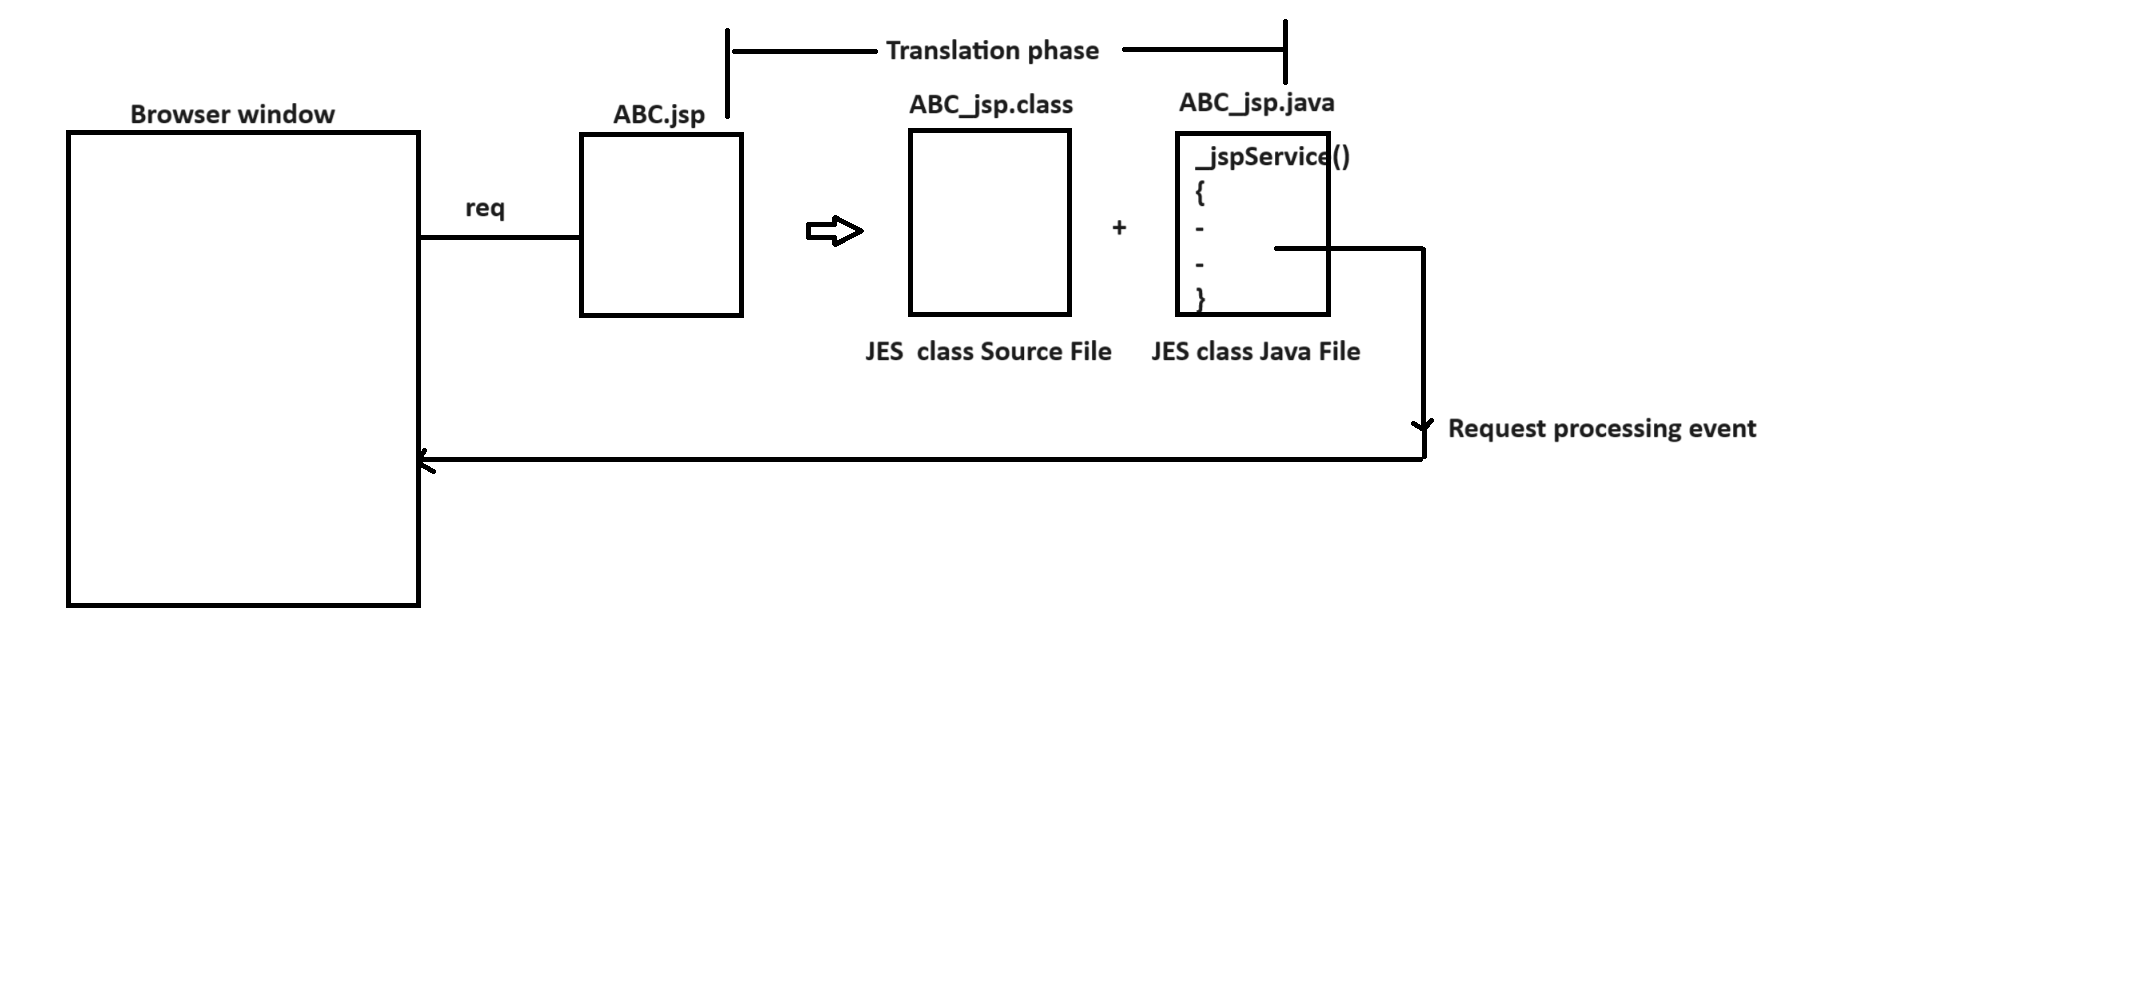 Translation phase
Browser window
ABC.jsp
ABC_jsp.class
ABC_jsp.java
req
+
_jspService()
{
-
-
}
JES  class Source File
JES class Java File
Request processing event